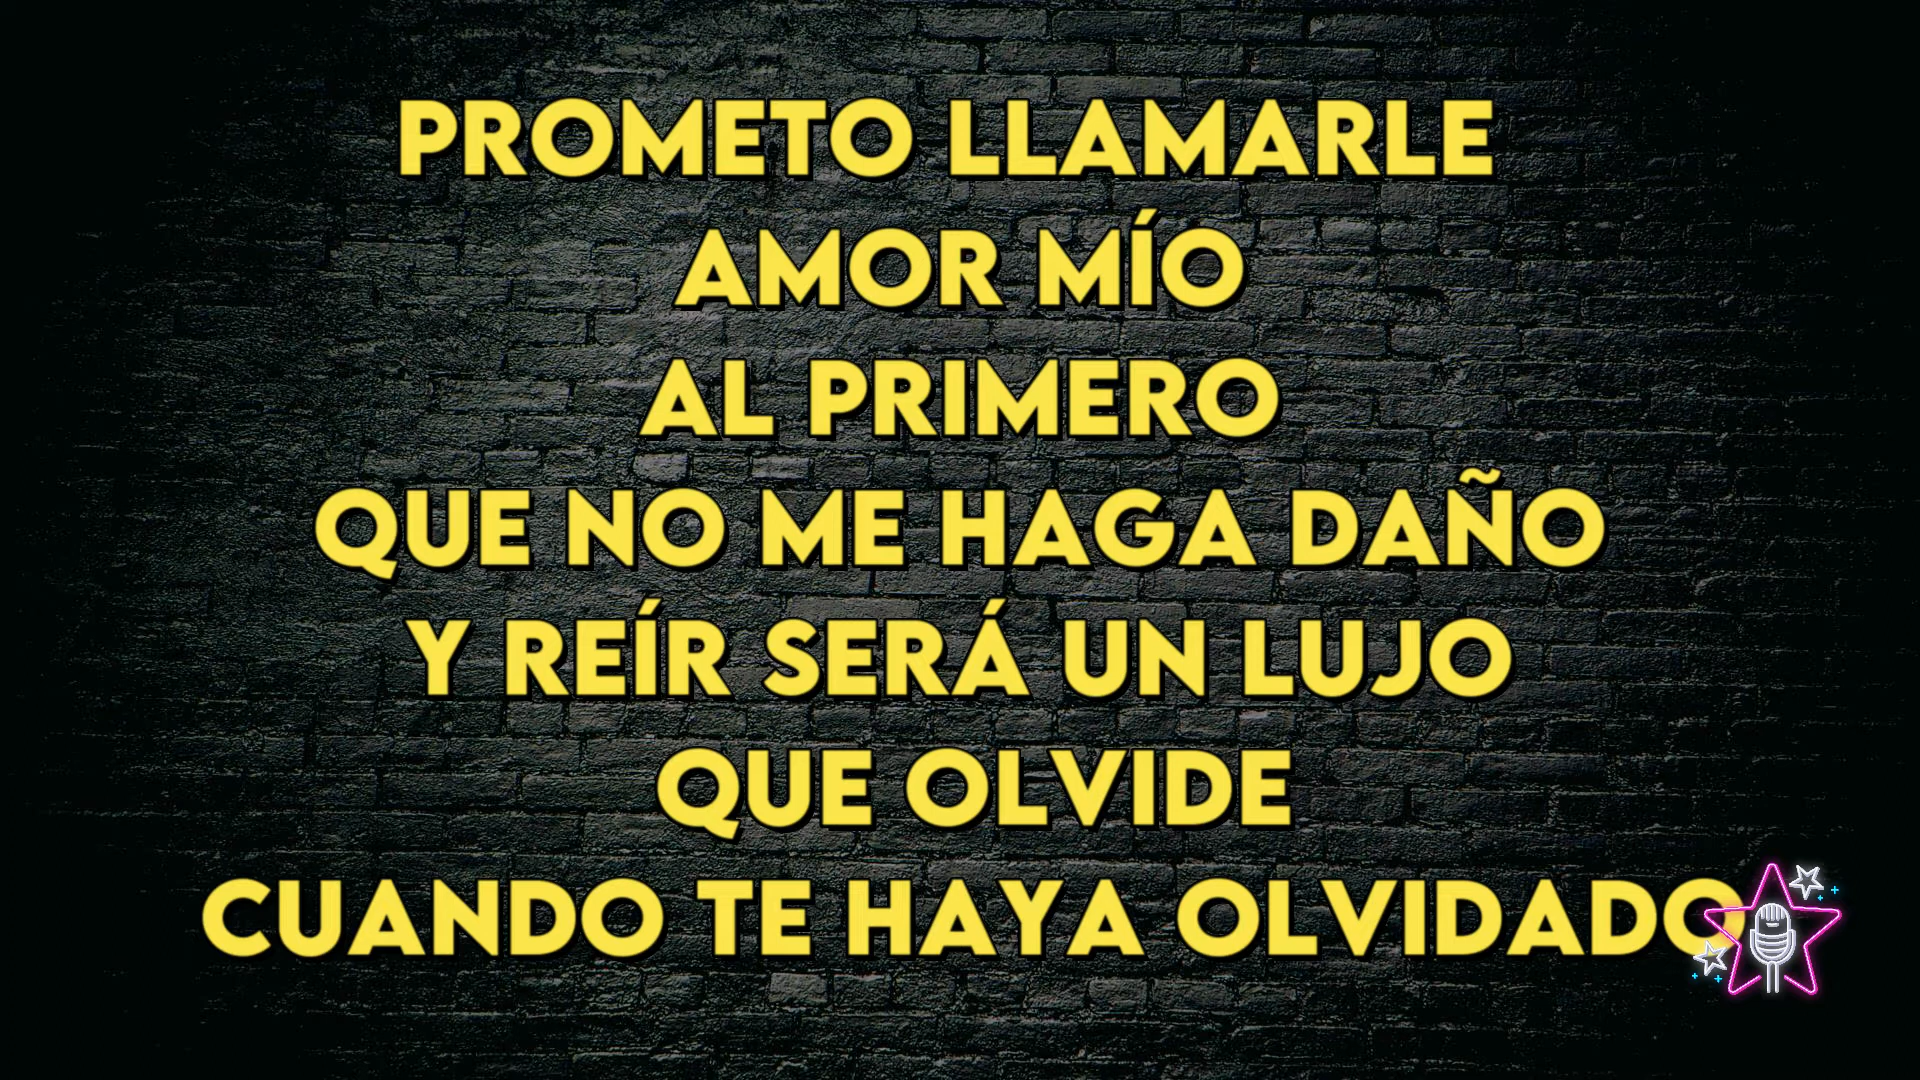 PROMETO LLAMARLE
AMOR MÍO
AL PRIMERO
QUE NO ME HAGA DAÑO
Y REÍR SERÁ UN LUJO
QUE OLVIDE
CUANDO TE HAYA OLVIDADO